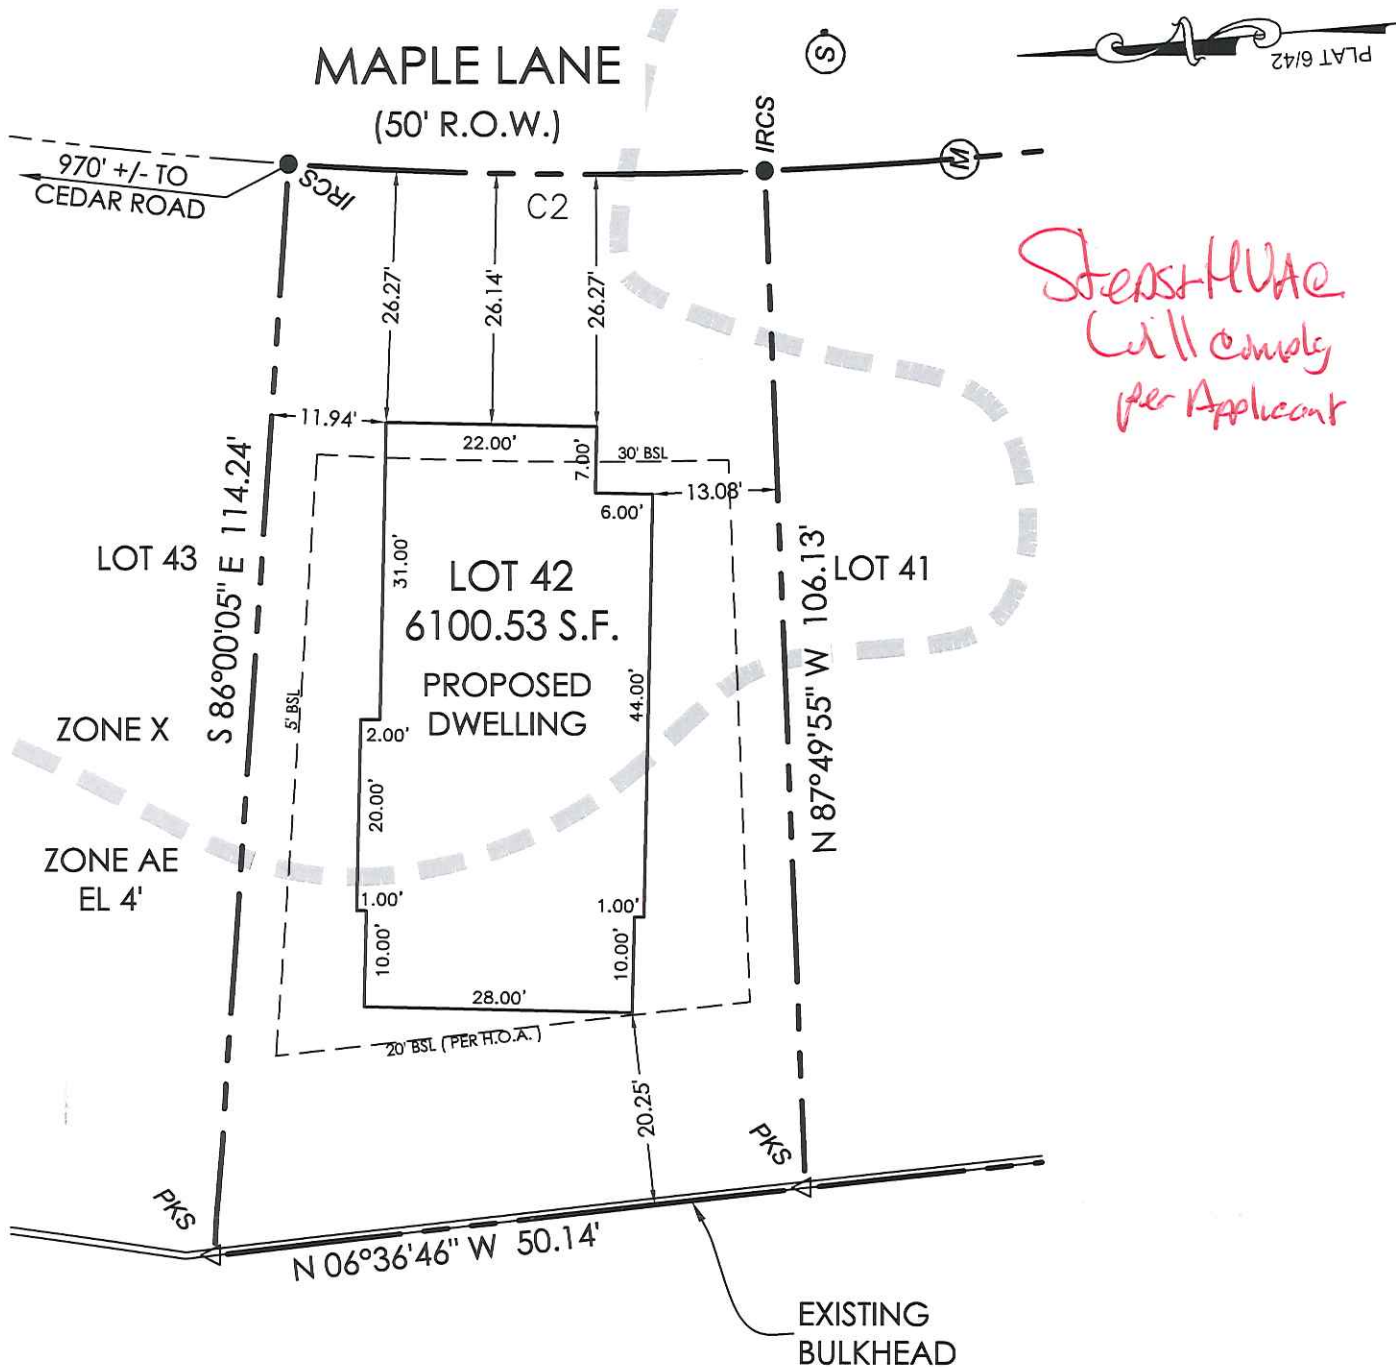 MAPLE LANE
(50' R.O.W.)
S
N
PLAT 6/42
970' +/- TO
CEDAR ROAD
IRCS
C2
IRCS
M
26.27'
26.14'
26.27'
Steps+HVAC
Will comply
per Applicant
11.94'
22.00'
7.00'
30' BSL
13.08'
6.00'
S 86°00'05" E 114.24'
LOT 43
31.00'
LOT 42
6100.53 S.F.
PROPOSED
DWELLING
44.00'
N 87°49'55" W 106.13'
LOT 41
5' BSL
ZONE X
2.00'
20.00'
ZONE AE
EL 4'
1.00'
1.00'
10.00'
10.00'
28.00'
20' BSL (PER H.O.A.)
20.25'
PKS
PKS
N 06°36'46" W 50.14'
EXISTING
BULKHEAD